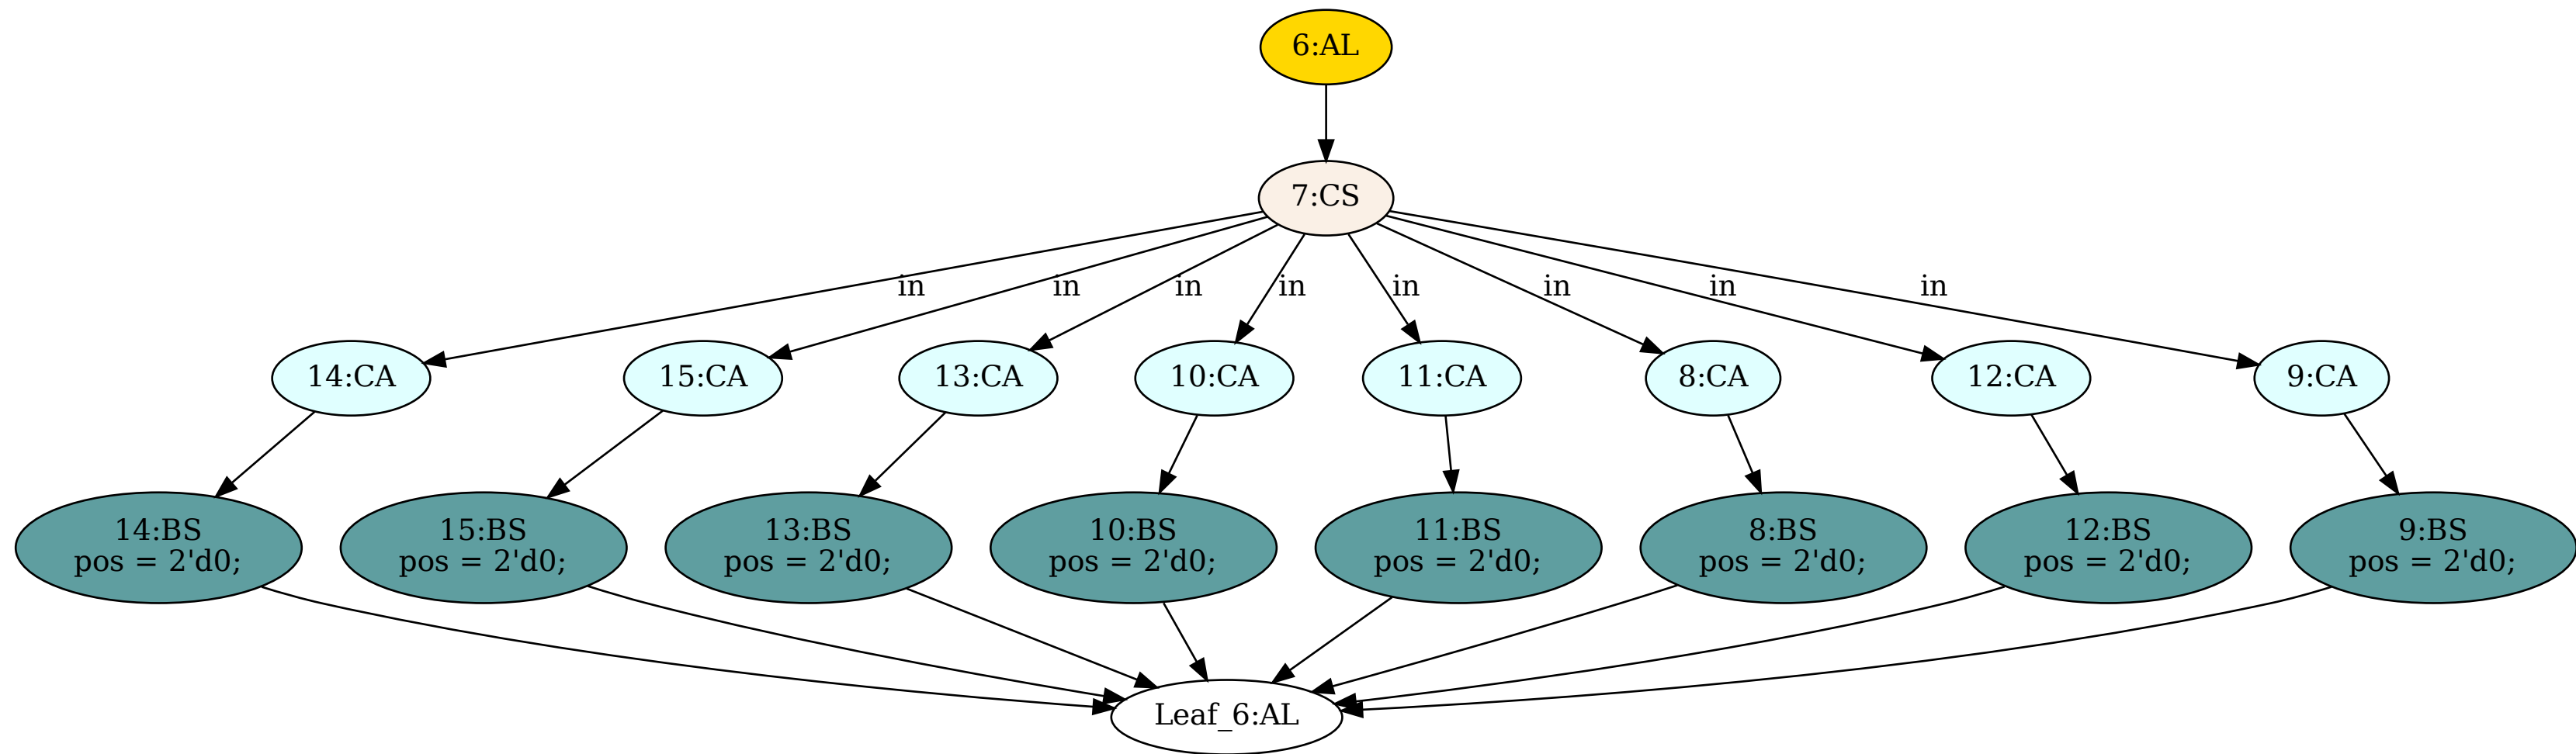 6:AL
7:CS
in in in in in in in in
14:CA 15:CA 13:CA 10:CA 11:CA 8:CA 12:CA 9:CA
14:BS 15:BS 13:BS 10:BS 11:BS 8:BS 12:BS 9:BS
pos = 2'd0; pos = 2'd0; pos = 2'd0; pos = 2'd0; pos = 2'd0; pos = 2'd0; pos = 2'd0; pos = 2'd0;
Leaf_6:AL